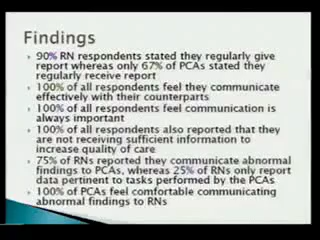 Findings
90% RN respondents stated they regularly give
report whereas only 67% of PCAs stated they
regularly receive report
100% of all respondents feel they communicate
effectively with their counterparts
100% of all respondents feel communication is
always important
100% of all respondents also reported that they
are not receiving sufficient information to
increase quality of care
75% of RNs reported they communicate abnormal
findings to PCAs, whereas 25% of RNs only report
data pertinent to tasks performed by the PCAs
100% of PCAs feel comfortable communicating
abnormal findings to RNs